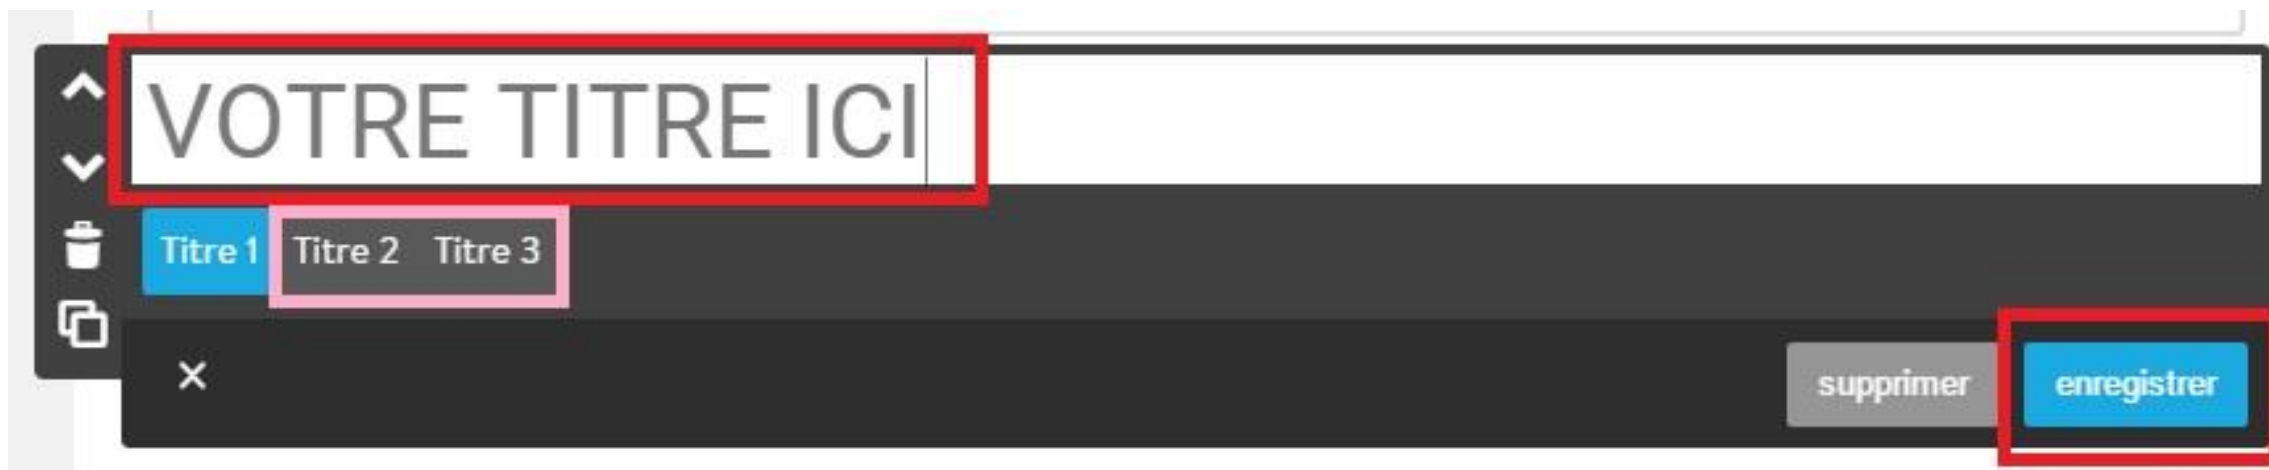 VOTRE TITRE ICI
Titre 1 Titre 2 Titre 3
supprimer enregistrer